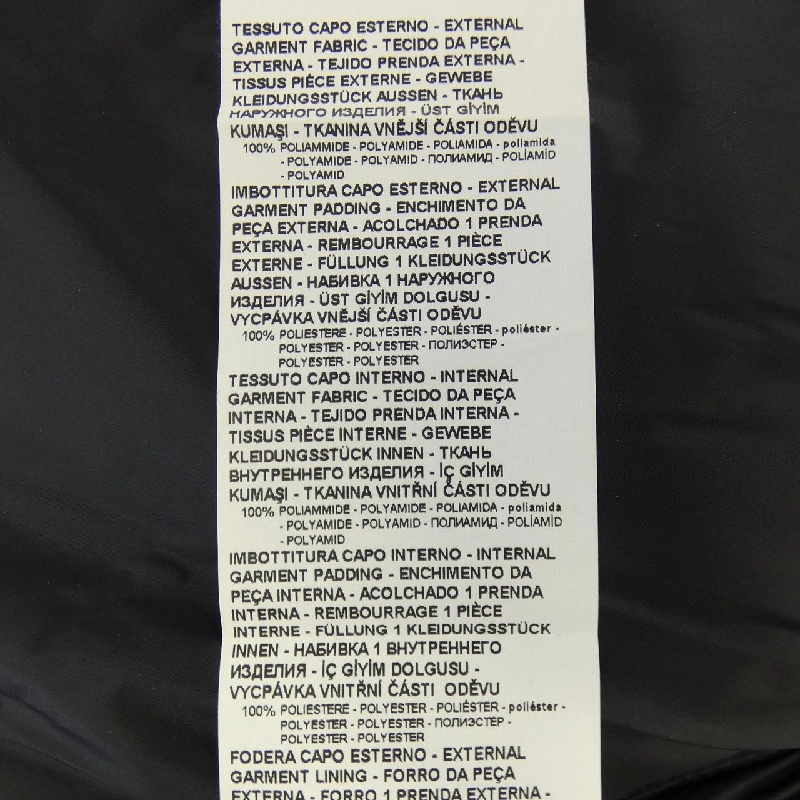 TESSUTO CAPO ESTERNO - EXTERNAL
GARMENT FABRIC - TECIDO DA PEÇA
EXTERNA - TEJIDO PRENDA EXTERNA -
TISSUS PIÈCE EXTERNE - GEWEBE
KLEIDUNGSSTÜCK AUSSEN - ТКАНЬ
НАРУЖНОГО ИЗДЕЛИЯ - ÜST GİYİM
KUMAŞI - TKANINA VNĚJŠÍ ČÁSTI ODĚVU
100% POLIAMMIDE - POLYAMIDE - POLIAMIDA - poliamida
- POLYAMIDE - POLYAMID - ПОЛИАМИД - POLÍAMID
- POLYAMID
IMBOTTITURA CAPO ESTERNO - EXTERNAL
GARMENT PADDING - ENCHIMENTO DA
PEÇA EXTERNA - ACOLCHADO 1 PRENDA
EXTERNA - REMBOURRAGE 1 PIÈCE
EXTERNE - FÜLLUNG 1 KLEIDUNGSSTÜCK
AUSSEN - НАБИВКА 1 НАРУЖНОГО
ИЗДЕЛИЯ - ÜST GİYİM DOLGUSU -
VYCPÁVKA VNĚJŠÍ ČÁSTI ODĚVU
100% POLIESTERE - POLYESTER - POLIÉSTER - poliéster -
POLYESTER - POLYESTER - ПОЛИЭСТЕР -
POLYESTER - POLYESTER
TESSUTO CAPO INTERNO - INTERNAL
GARMENT FABRIC - TECIDO DA PEÇA
INTERNA - TEJIDO PRENDA INTERNA -
TISSUS PIÈCE INTERNE - GEWEBE
KLEIDUNGSSTÜCK INNEN - ТКАНЬ
ВНУТРЕННЕГО ИЗДЕЛИЯ - İÇ GİYİM
KUMAŞI - TKANINA VNITŘNÍ ČÁSTI ODĚVU
100% POLIAMMIDE - POLYAMIDE - POLIAMIDA - poliamida
- POLYAMIDE - POLYAMID - ПОЛИАМИД - POLÍAMID
- POLYAMID
IMBOTTITURA CAPO INTERNO - INTERNAL
GARMENT PADDING - ENCHIMENTO DA
PEÇA INTERNA - ACOLCHADO 1 PRENDA
INTERNA - REMBOURRAGE 1 PIÈCE
INTERNE - FÜLLUNG 1 KLEIDUNGSSTÜCK
INNEN - НАБИВКА 1 ВНУТРЕННЕГО
ИЗДЕЛИЯ - İÇ GİYİM DOLGUSU -
VYCPÁVKA VNITŘNÍ ČÁSTI ODĚVU
100% POLIESTERE - POLYESTER - POLIÉSTER - poliéster -
POLYESTER - POLYESTER - ПОЛИЭСТЕР -
POLYESTER - POLYESTER
FODERA CAPO ESTERNO - EXTERNAL
GARMENT LINING - FORRO DA PEÇA
EXTERNA - FORRO 1 PRENDA EXTERNA -